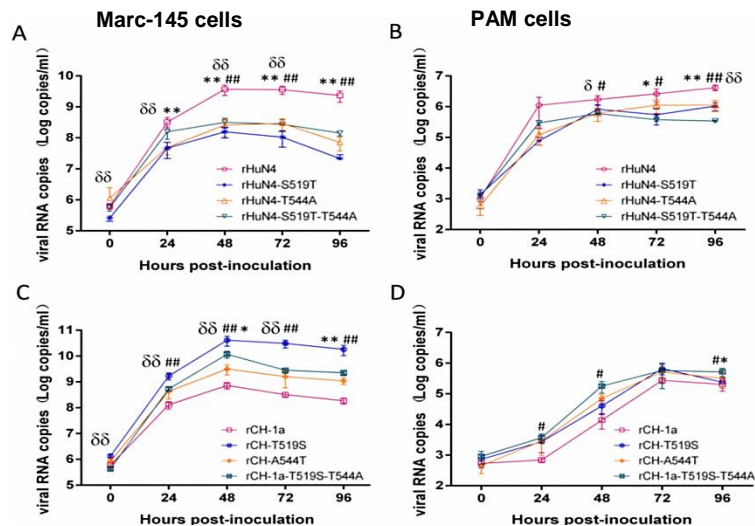 Marc-145 cells
PAM cells
A
δδ
δδ
** ##
δδ
** ##
** ##
δδ
**
δδ
viral RNA copies (Log copies/ml)
10
9
8
7
6
5
rHuN4
rHuN4-S519T
rHuN4-T544A
rHuN4-S519T-T544A
0 24 48 72 96
Hours post-inoculation
B
δ #
* #
** ## δδ
viral RNA copies (Log copies/ml)
7
6
5
4
3
2
rHuN4
rHuN4-S519T
rHuN4-T544A
rHuN4-S519T-T544A
0 24 48 72 96
Hours post-inoculation
C
δδ
δδ ##
δδ
## *
δδ ##
** ##
viral RNA copies (Log copies/ml)
11
10
9
8
7
6
5
rCH-1a
rCH-T519S
rCH-A544T
rCH-1a-T519S-T544A
0 24 48 72 96
Hours post-inoculation
D
#
#
#*
viral RNA copies (Log copies/ml)
7
6
5
4
3
2
rCH-1a
rCH-T519S
rCH-A544T
rCH-1a-T519S-T544A
0 24 48 72 96
Hours post-inoculation